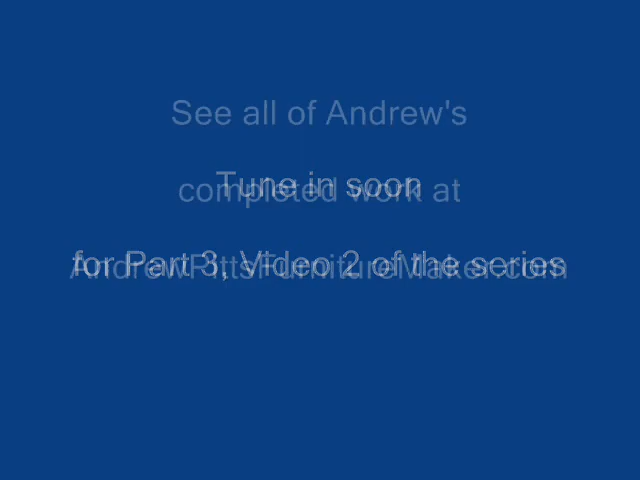 See all of Andrew's
Tune in soon
completed work at
for Part 3, Video 2 of the series
AndrewPittsFurnitureMaker.com